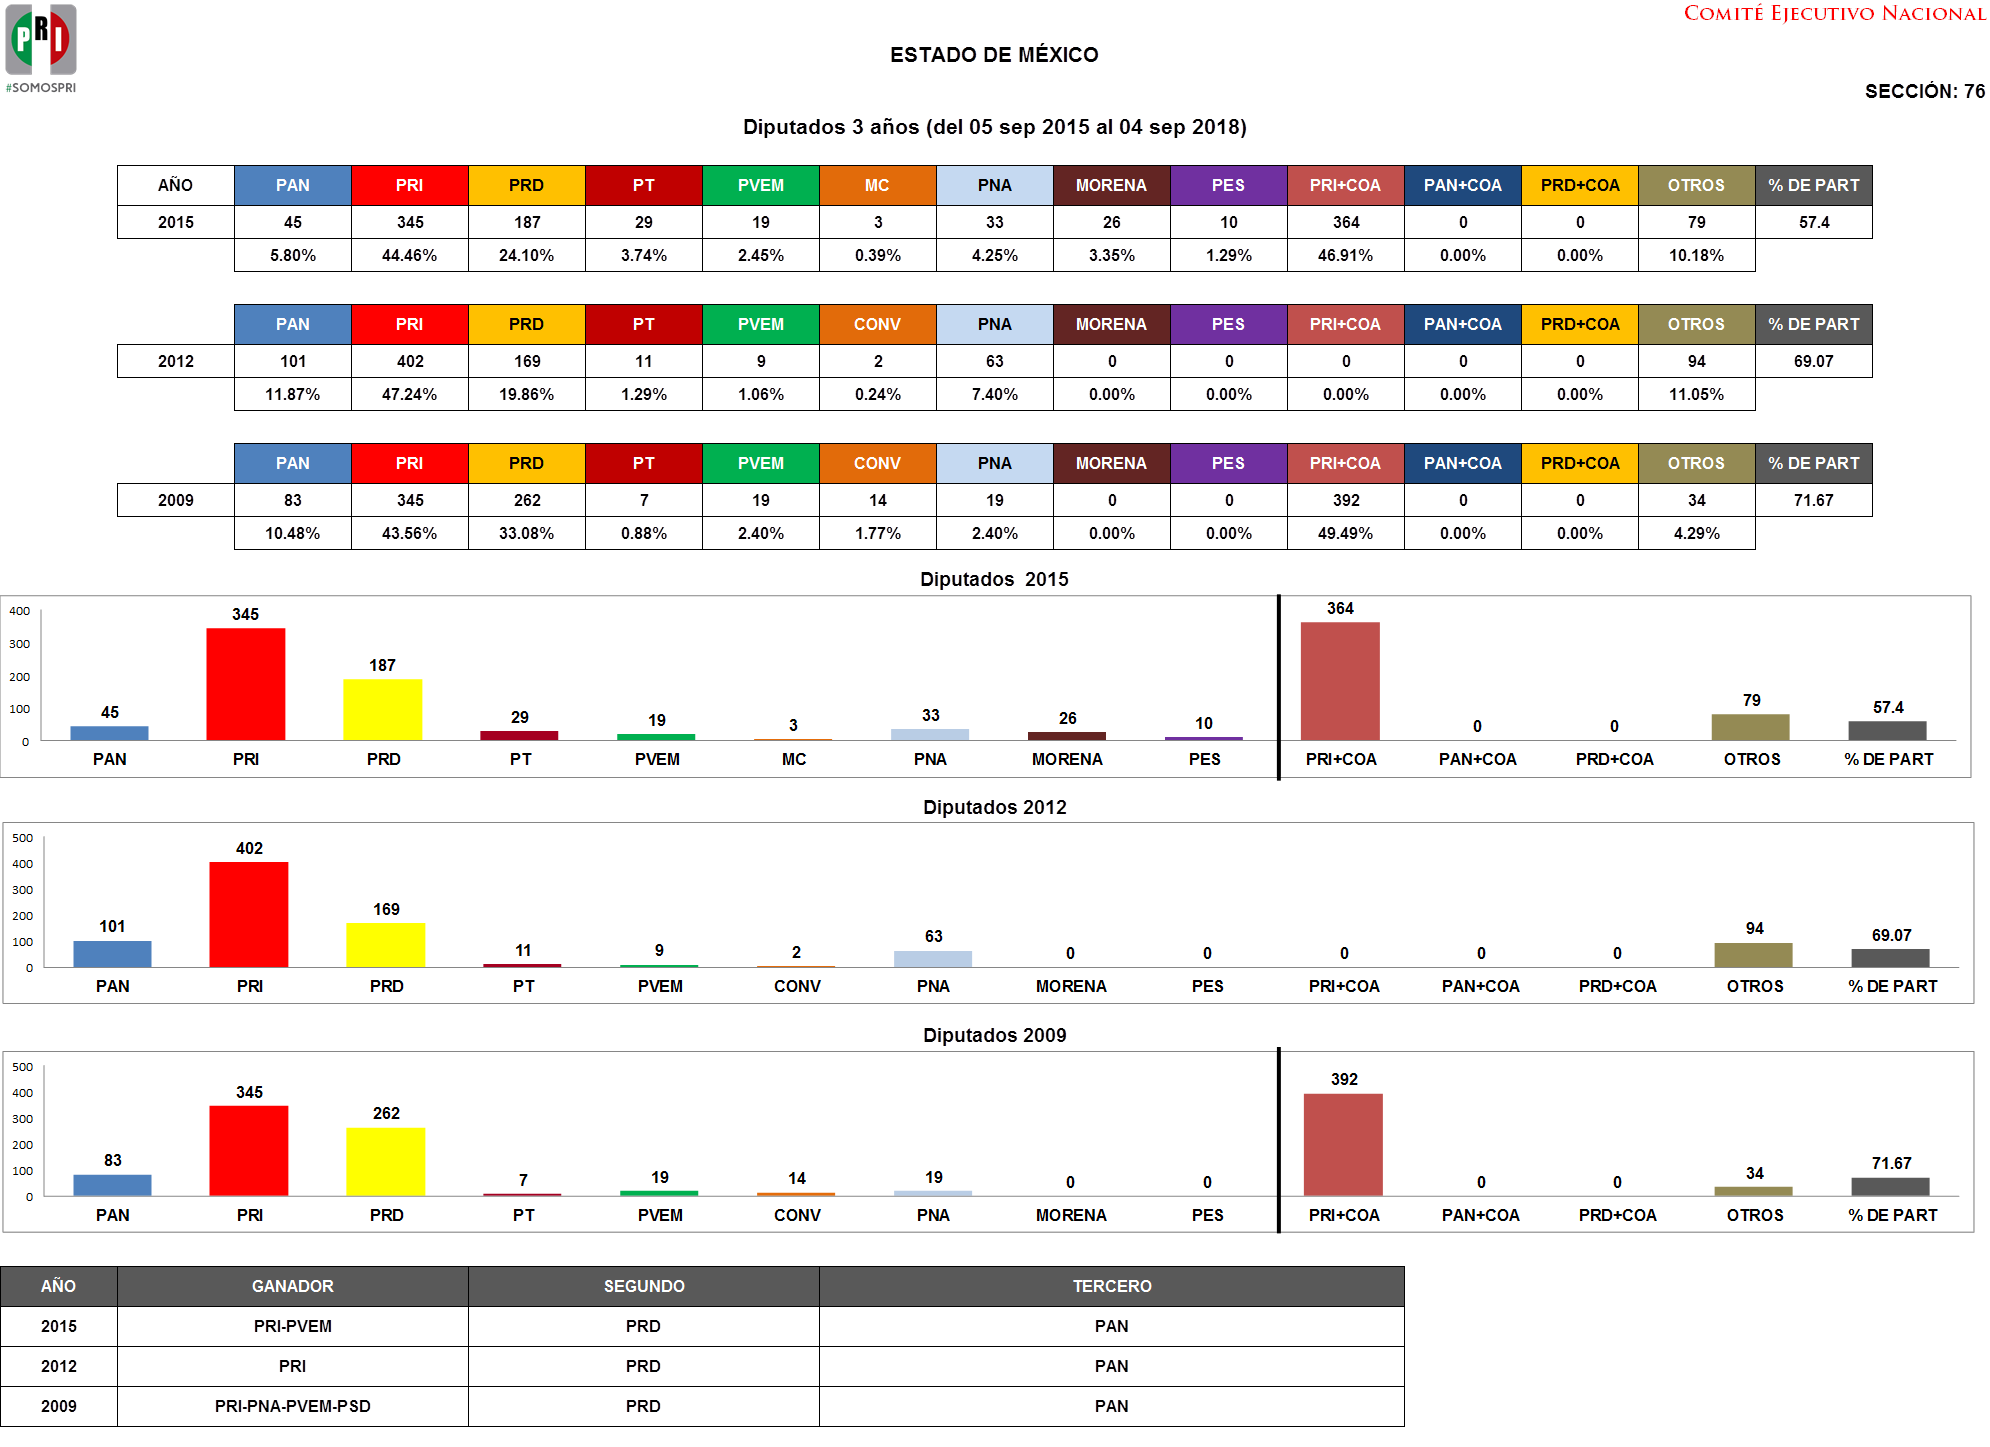 PRI
#SOMOSPRI
COMITÉ EJECUTIVO NACIONAL
ESTADO DE MÉXICO
SECCIÓN: 76
Diputados 3 años (del 05 sep 2015 al 04 sep 2018)
AÑO PAN PRI PRD PT PVEM MC PNA MORENA PES PRI+COA PAN+COA PRD+COA OTROS % DE PART
2015 45 345 187 29 19 3 33 26 10 364 0 0 79 57.4
5.80% 44.46% 24.10% 3.74% 2.45% 0.39% 4.25% 3.35% 1.29% 46.91% 0.00% 0.00% 10.18%
PAN PRI PRD PT PVEM CONV PNA MORENA PES PRI+COA PAN+COA PRD+COA OTROS % DE PART
2012 101 402 169 11 9 2 63 0 0 0 0 0 94 69.07
11.87% 47.24% 19.86% 1.29% 1.06% 0.24% 7.40% 0.00% 0.00% 0.00% 0.00% 0.00% 11.05%
PAN PRI PRD PT PVEM CONV PNA MORENA PES PRI+COA PAN+COA PRD+COA OTROS % DE PART
2009 83 345 262 7 19 14 19 0 0 392 0 0 34 71.67
10.48% 43.56% 33.08% 0.88% 2.40% 1.77% 2.40% 0.00% 0.00% 49.49% 0.00% 0.00% 4.29%
Diputados 2015
400
300
200
100
0
45 345 187 29 19 3 33 26 10 364 0 0 79 57.4
PAN PRI PRD PT PVEM MC PNA MORENA PES PRI+COA PAN+COA PRD+COA OTROS % DE PART
Diputados 2012
500
400
300
200
100
0
101 402 169 11 9 2 63 0 0 0 0 0 94 69.07
PAN PRI PRD PT PVEM CONV PNA MORENA PES PRI+COA PAN+COA PRD+COA OTROS % DE PART
Diputados 2009
500
400
300
200
100
0
83 345 262 7 19 14 19 0 0 392 0 0 34 71.67
PAN PRI PRD PT PVEM CONV PNA MORENA PES PRI+COA PAN+COA PRD+COA OTROS % DE PART
AÑO GANADOR SEGUNDO TERCERO
2015 PRI-PVEM PRD PAN
2012 PRI PRD PAN
2009 PRI-PNA-PVEM-PSD PRD PAN